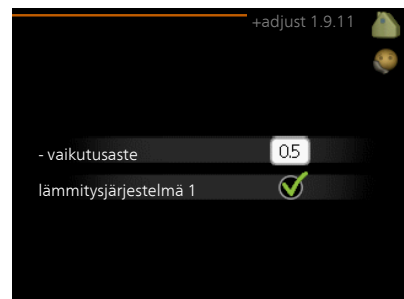 +adjust 1.9.11
- vaikutusaste 0.5
lämmitysjärjestelmä 1